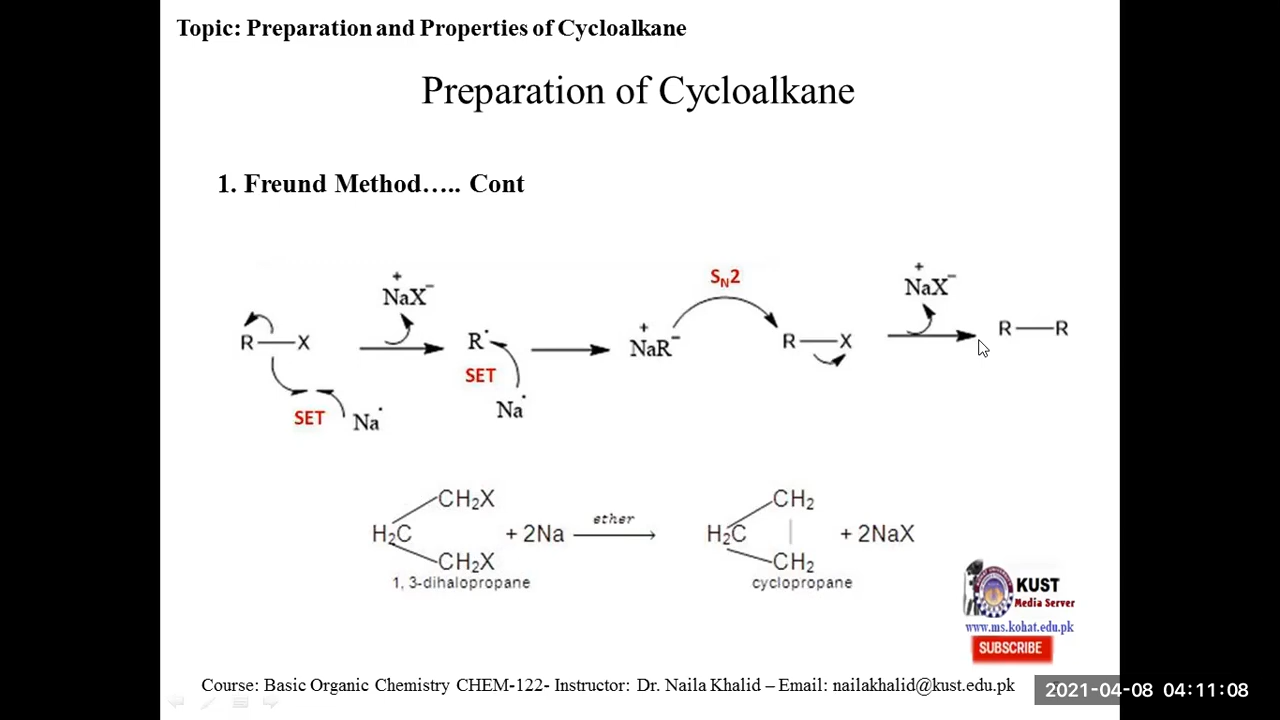 Topic: Preparation and Properties of Cycloalkane
Preparation of Cycloalkane
1. Freund Method….. Cont
R—X
SET
Na˙
+
NaX⁻
R˙
SET
Na˙
+
NaR⁻
SN2
R—X
+
NaX⁻
R—R
CH2X
H2C
CH2X
+ 2Na
ether
1, 3-dihalopropane
CH2
H2C
CH2
+ 2NaX
cyclopropane
KUST
Media Server
www.ms.kohat.edu.pk
SUBSCRIBE
Course: Basic Organic Chemistry CHEM-122- Instructor: Dr. Naila Khalid – Email: nailakhalid@kust.edu.pk
2021-04-08 04:11:08